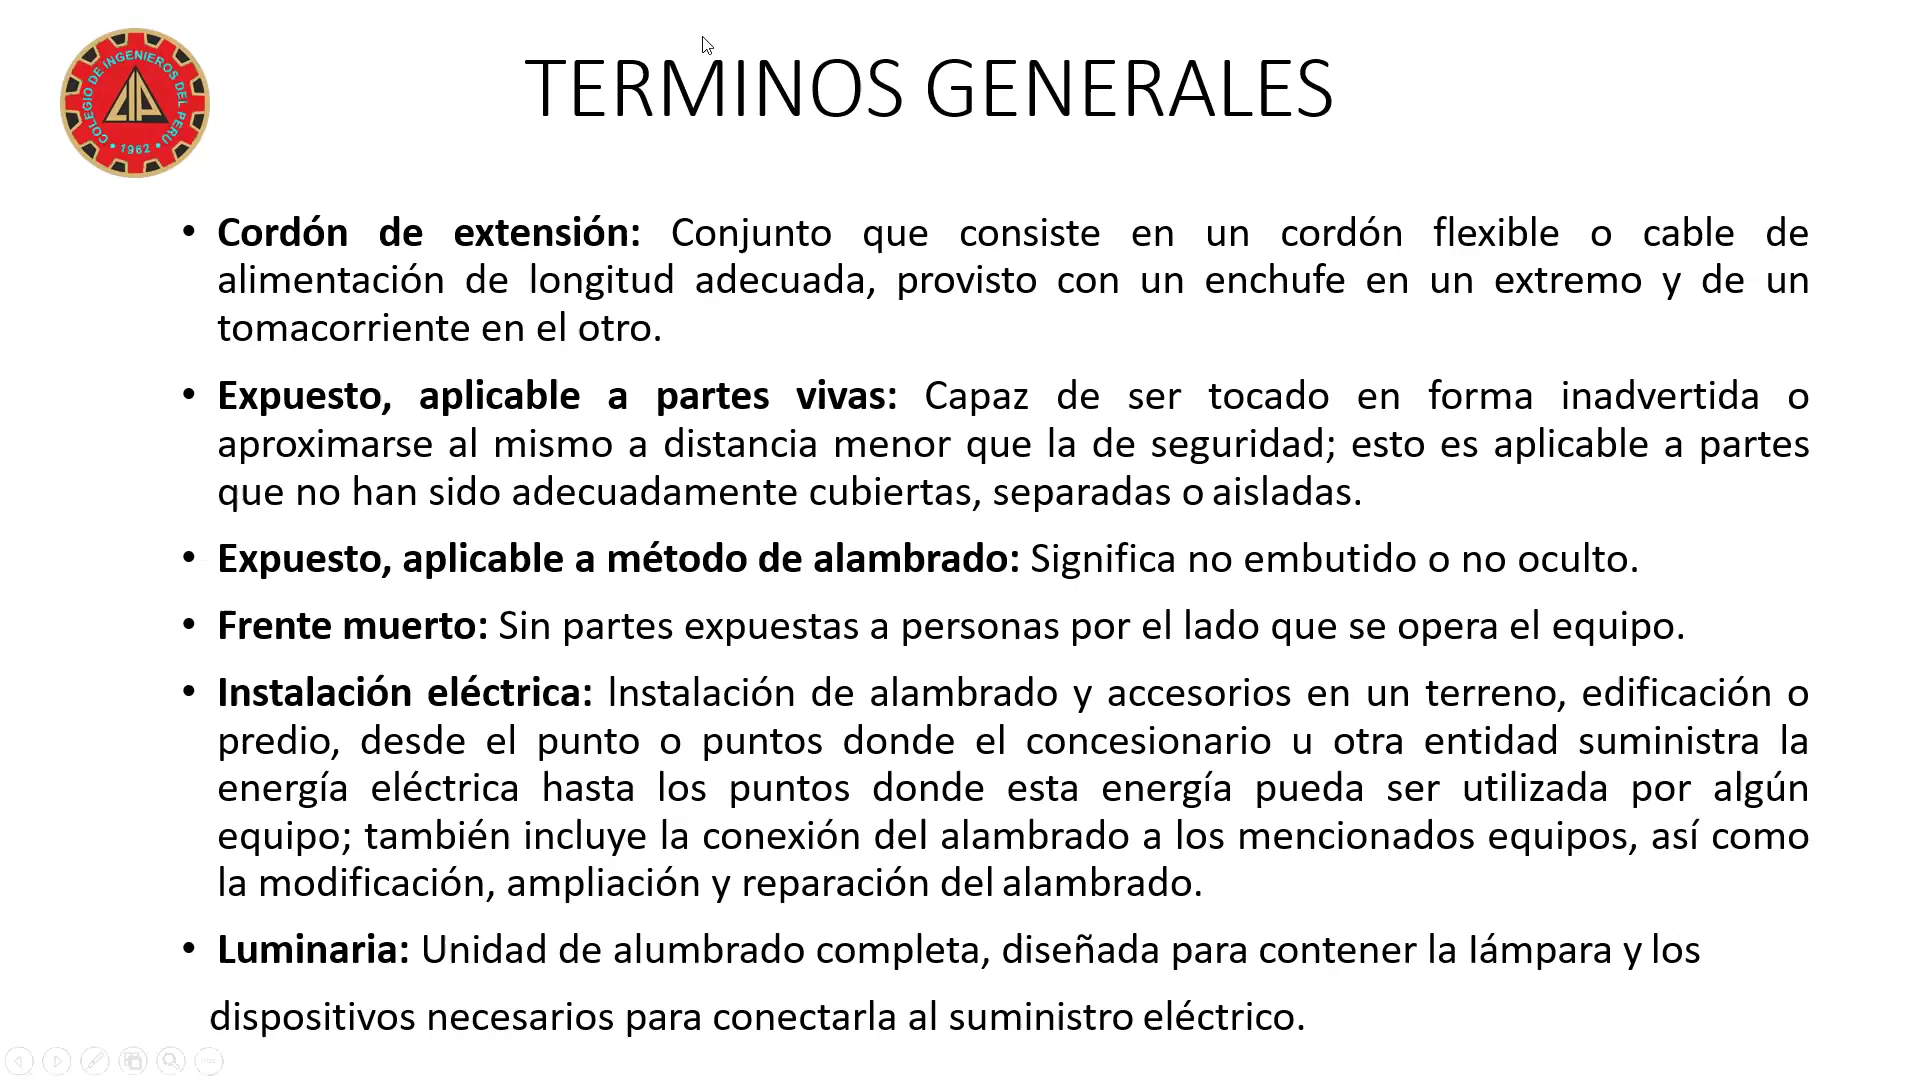 COLEGIO DE INGENIEROS DEL PERU
CIP
• 1962 •
TERMINOS GENERALES
• Cordón de extensión: Conjunto que consiste en un cordón flexible o cable de
alimentación de longitud adecuada, provisto con un enchufe en un extremo y de un
tomacorriente en el otro.
• Expuesto, aplicable a partes vivas: Capaz de ser tocado en forma inadvertida o
aproximarse al mismo a distancia menor que la de seguridad; esto es aplicable a partes
que no han sido adecuadamente cubiertas, separadas o aisladas.
• Expuesto, aplicable a método de alambrado: Significa no embutido o no oculto.
• Frente muerto: Sin partes expuestas a personas por el lado que se opera el equipo.
• Instalación eléctrica: Instalación de alambrado y accesorios en un terreno, edificación o
predio, desde el punto o puntos donde el concesionario u otra entidad suministra la
energía eléctrica hasta los puntos donde esta energía pueda ser utilizada por algún
equipo; también incluye la conexión del alambrado a los mencionados equipos, así como
la modificación, ampliación y reparación del alambrado.
• Luminaria: Unidad de alumbrado completa, diseñada para contener la lámpara y los
dispositivos necesarios para conectarla al suministro eléctrico.